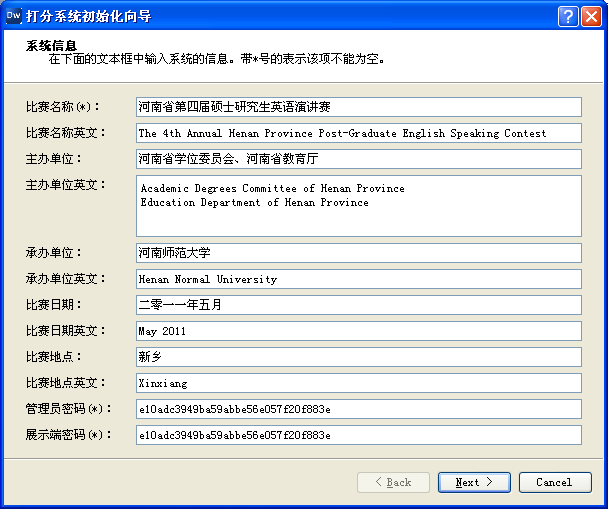 Dw 打分系统初始化向导
系统信息
在下面的文本框中输入系统的信息。带*号的表示该项不能为空。
比赛名称(*)： 河南省第四届硕士研究生英语演讲赛
比赛名称英文： The 4th Annual Henan Province Post-Graduate English Speaking Contest
主办单位： 河南省学位委员会、河南省教育厅
主办单位英文： Academic Degrees Committee of Henan Province
Education Department of Henan Province
承办单位： 河南师范大学
承办单位英文： Henan Normal University
比赛日期： 二零一一年五月
比赛日期英文： May 2011
比赛地点： 新乡
比赛地点英文： Xinxiang
管理员密码(*)： e10adc3949ba59abbe56e057f20f883e
展示端密码(*)： e10adc3949ba59abbe56e057f20f883e
< Back Next > Cancel